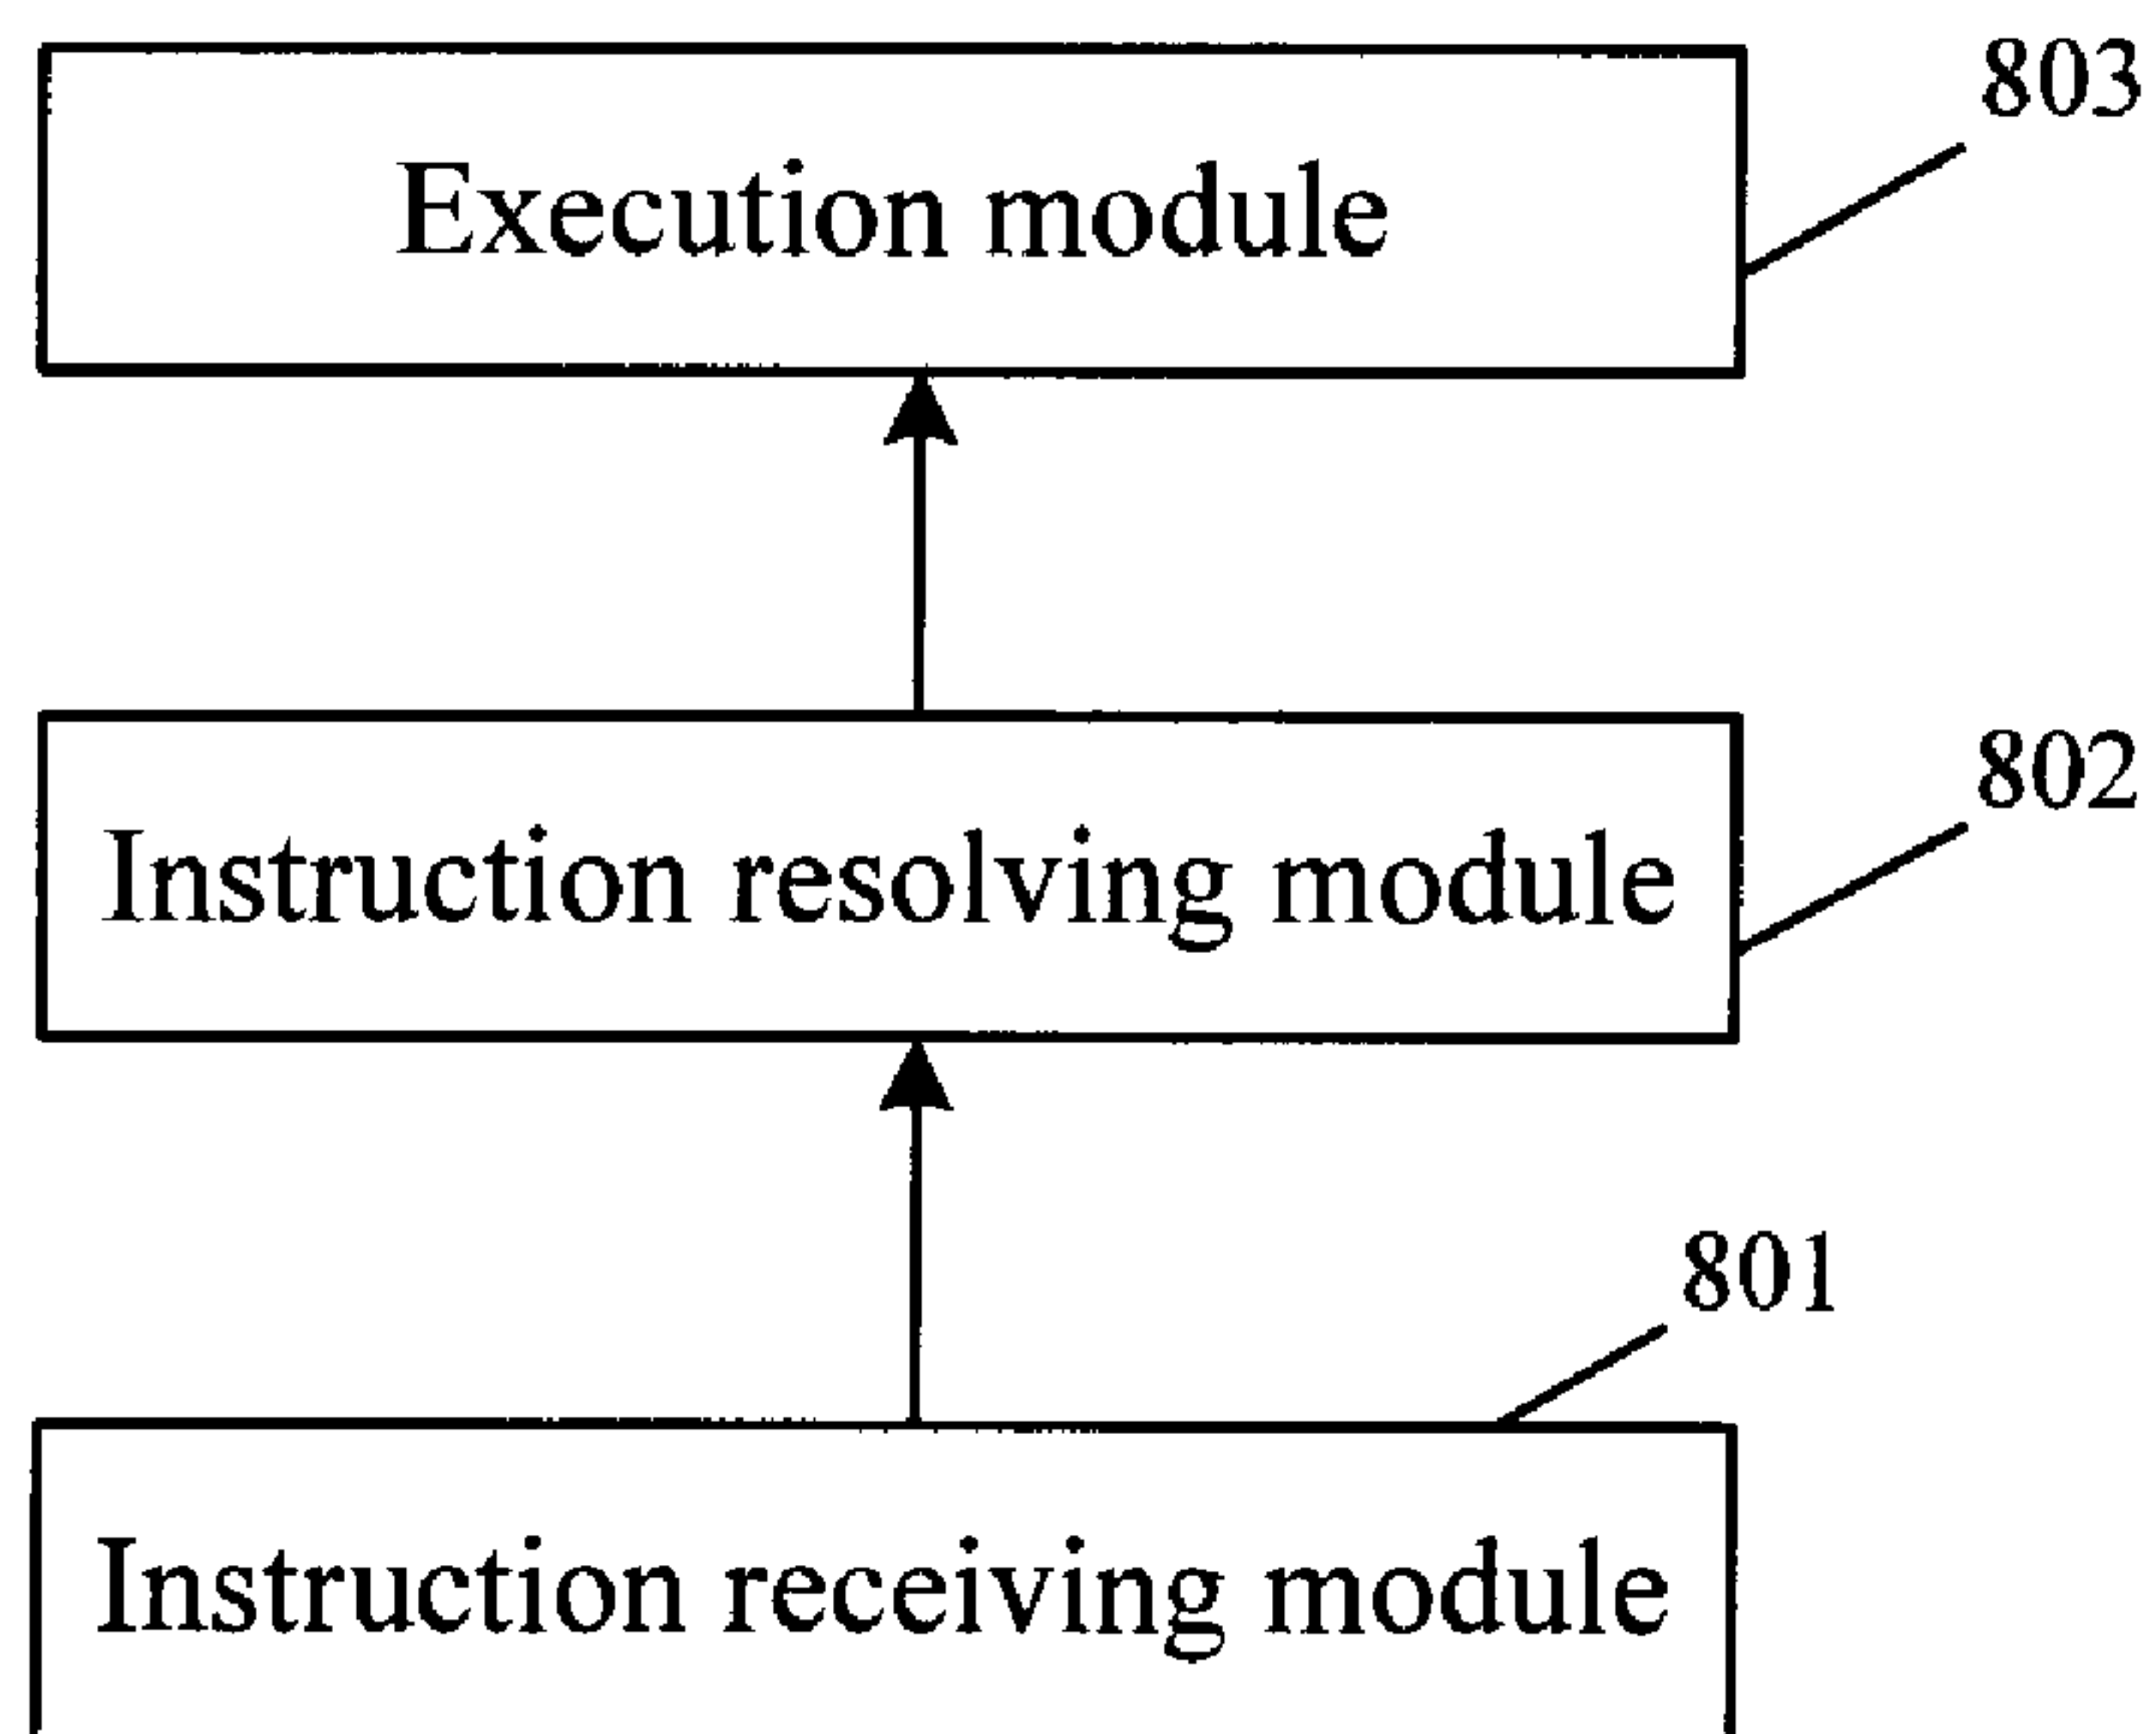 803
Execution module
802
Instruction resolving module
801
Instruction receiving module